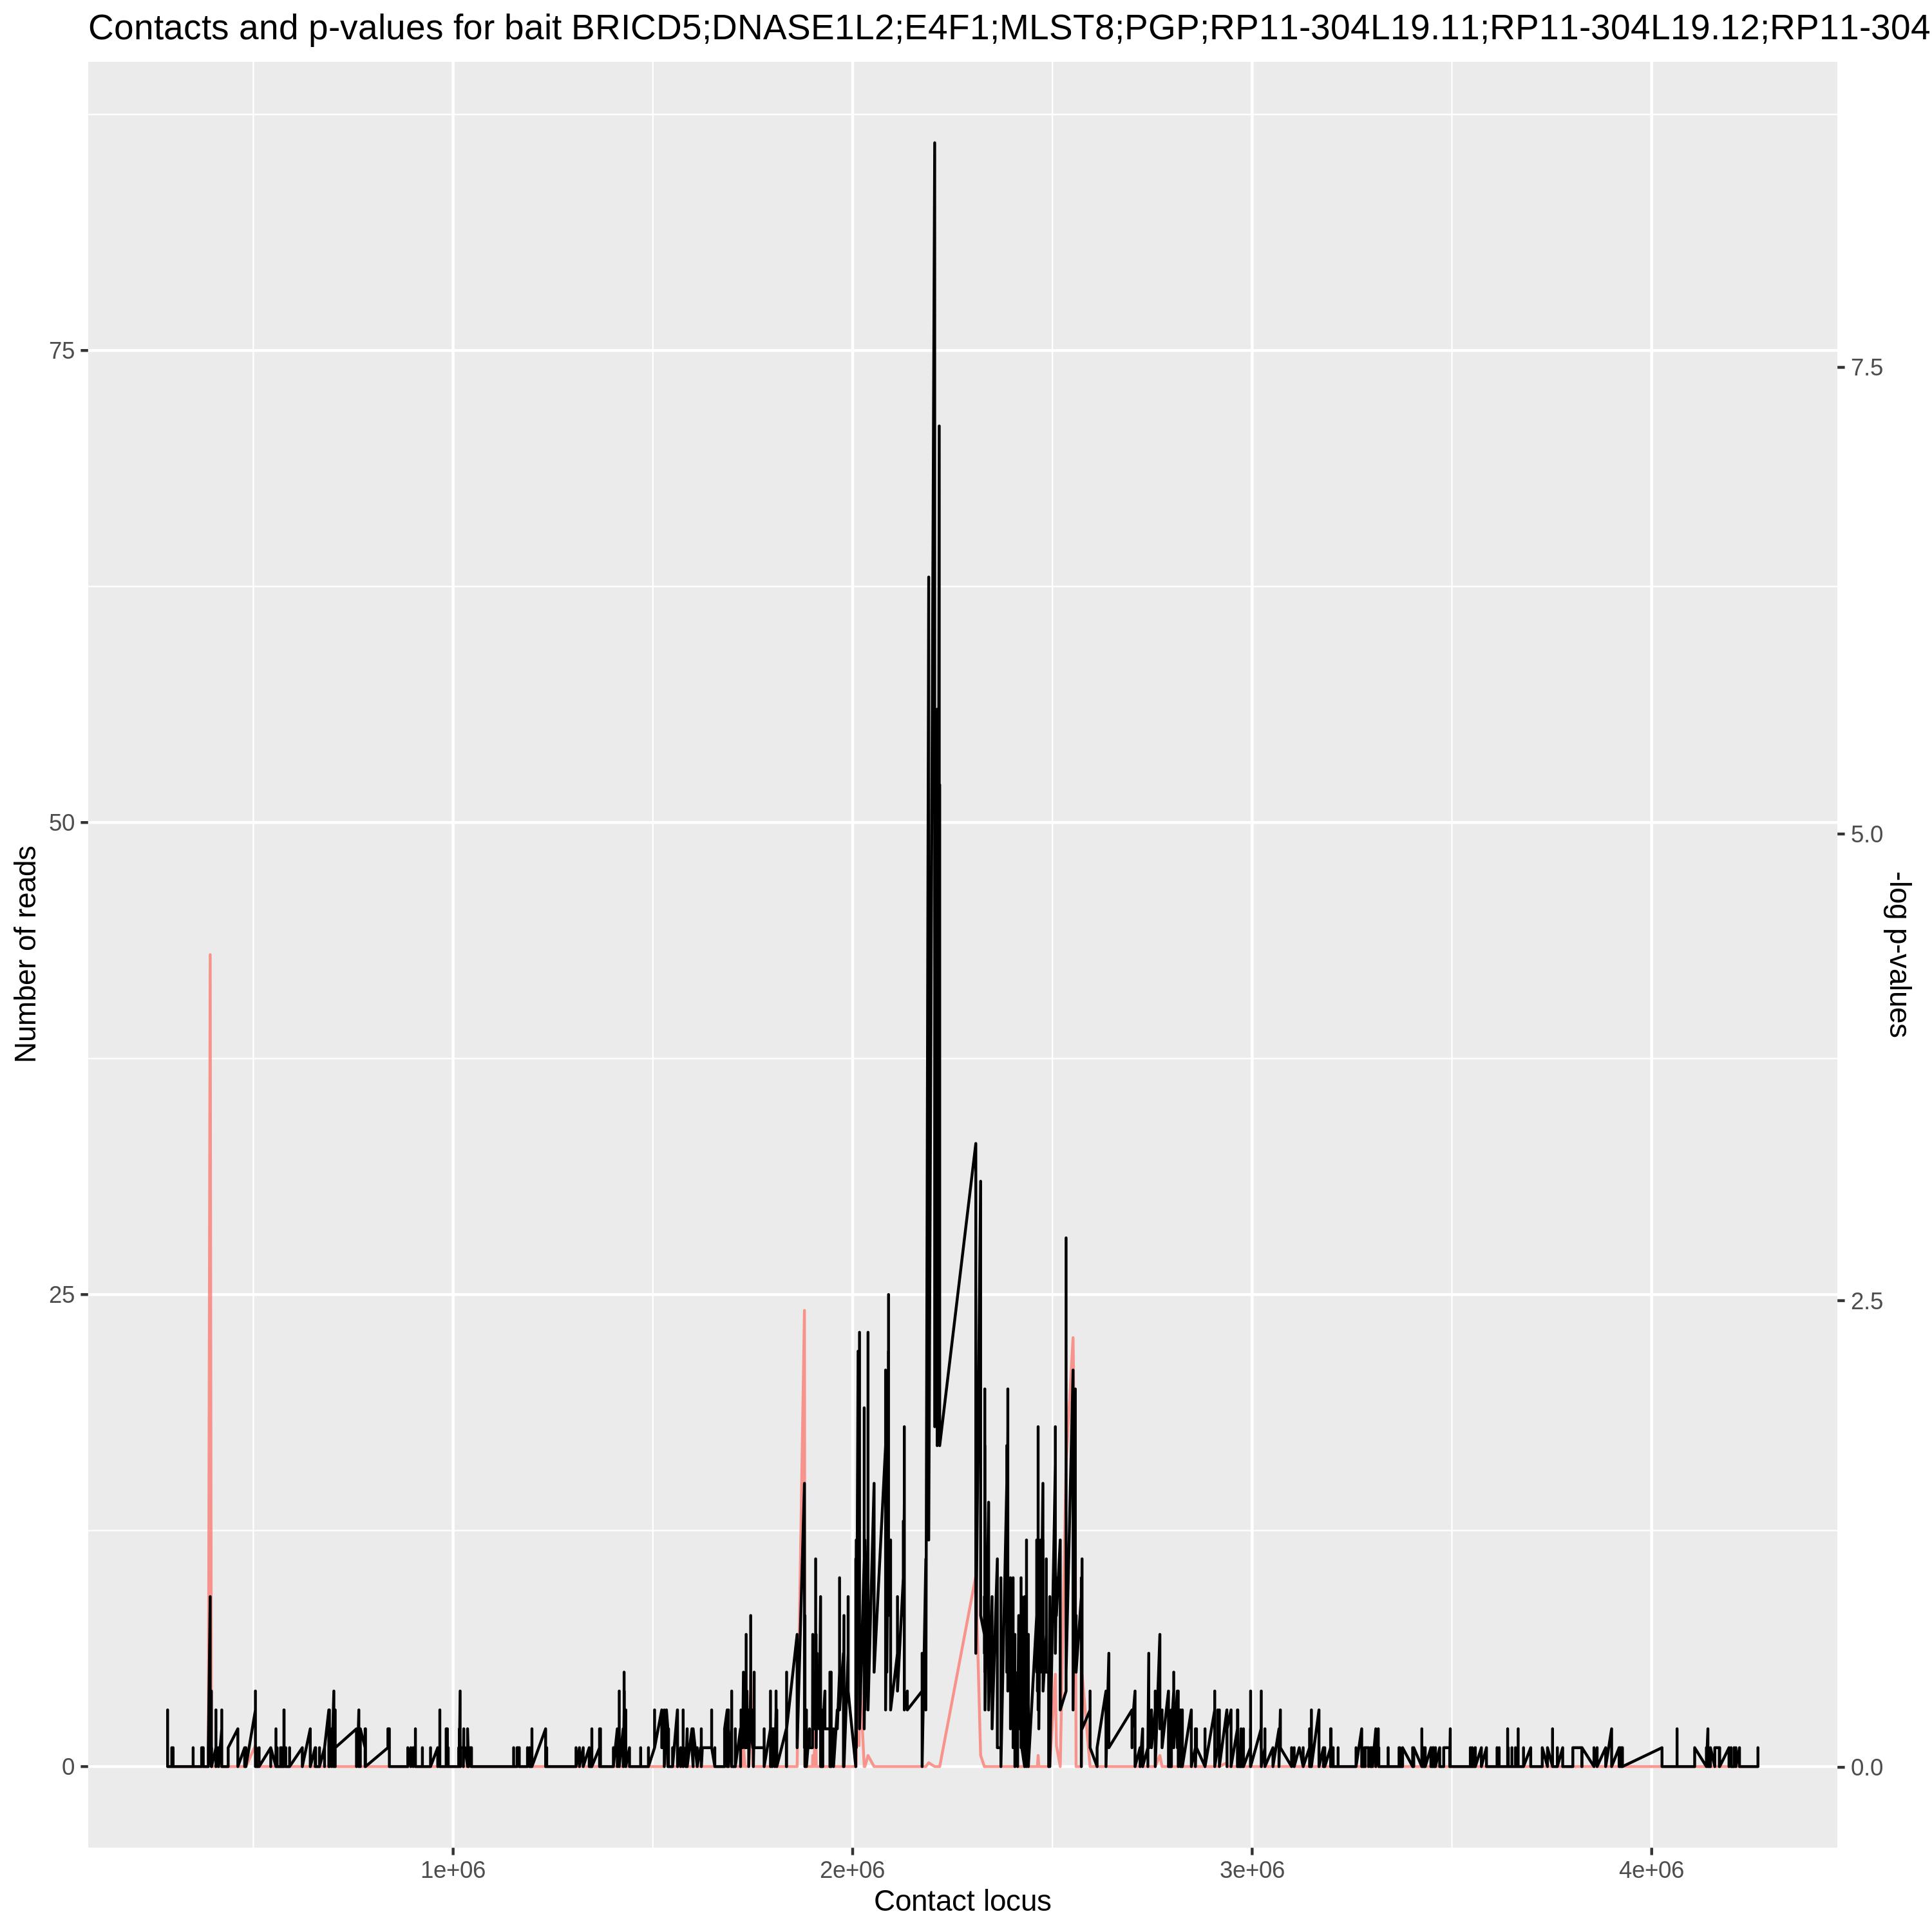 Contacts and p-values for bait BRICD5;DNASE1L2;E4F1;MLST8;PGP;RP11-304L19.11;RP11-304L19.12;RP11-304
75
50
25
0
Number of reads
7.5
5.0
2.5
0.0
-log p-values
1e+06
2e+06
3e+06
4e+06
Contact locus